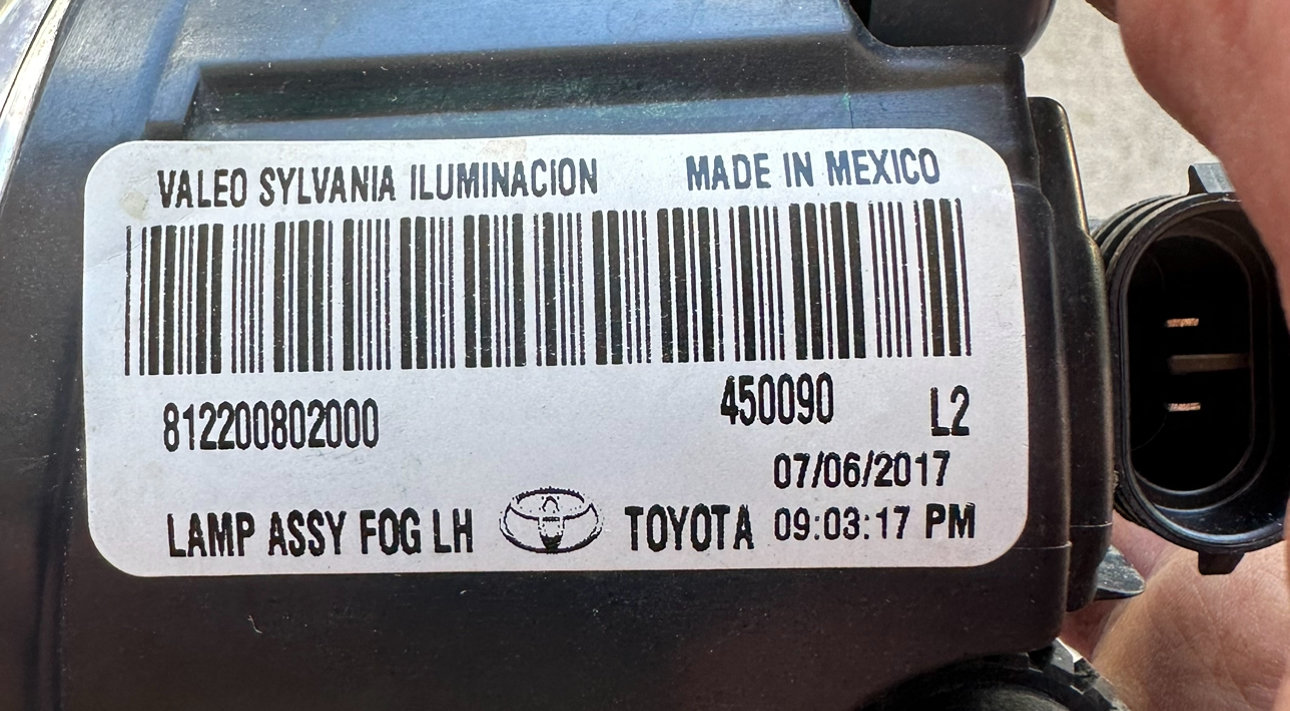 VALEO SYLVANIA ILUMINACION MADE IN MEXICO
812200802000 450090 L2
07/06/2017
LAMP ASSY FOG LH TOYOTA 09:03:17 PM